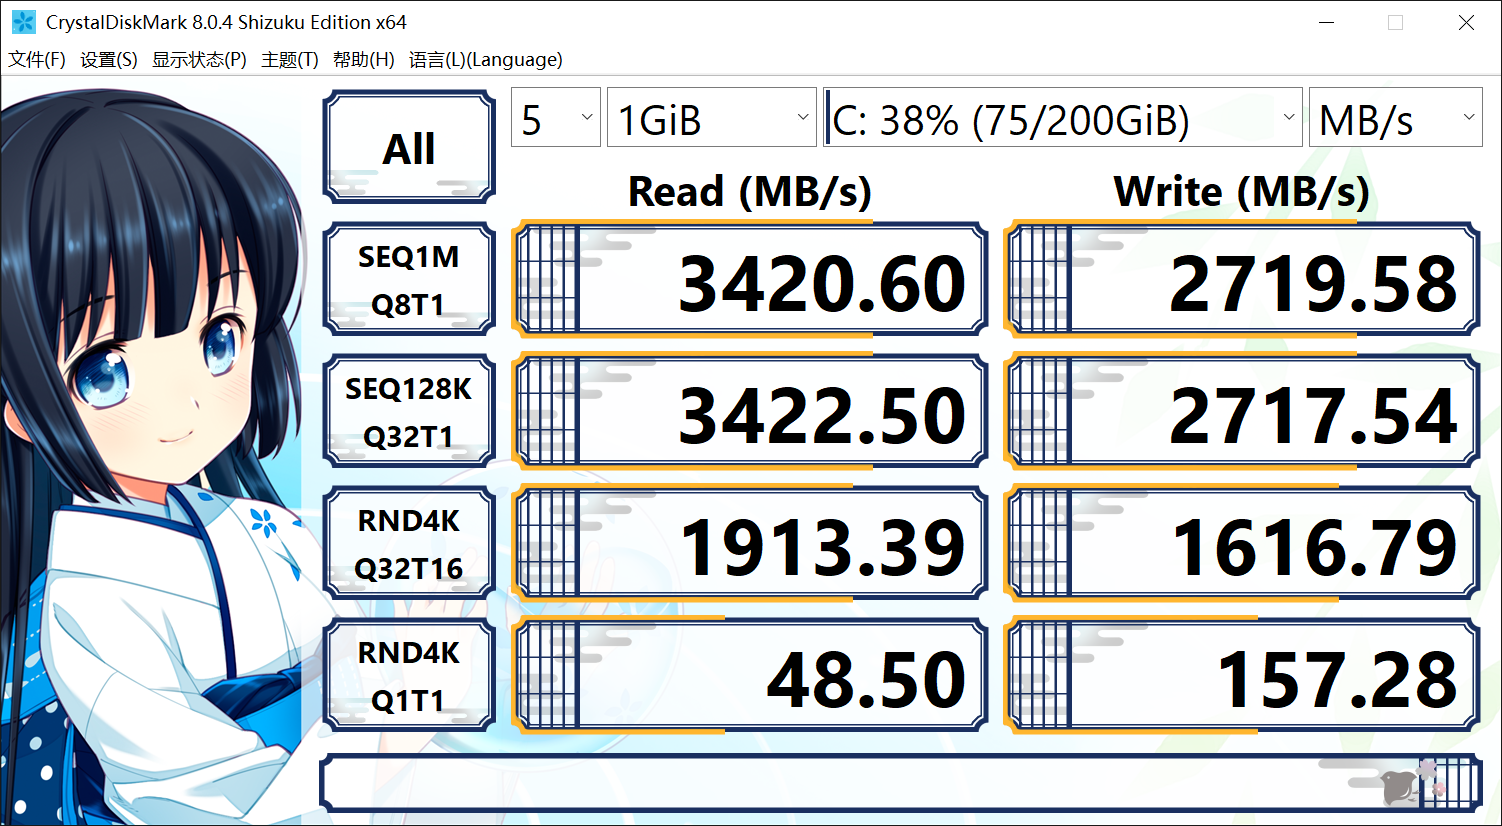 CrystalDiskMark 8.0.4 Shizuku Edition x64
文件(F) 设置(S) 显示状态(P) 主题(T) 帮助(H) 语言(L)(Language)
All
5 1GiB C: 38% (75/200GiB) MB/s
Read (MB/s) Write (MB/s)
SEQ1M
Q8T1
3420.60 2719.58
SEQ128K
Q32T1
3422.50 2717.54
RND4K
Q32T16
1913.39 1616.79
RND4K
Q1T1
48.50 157.28